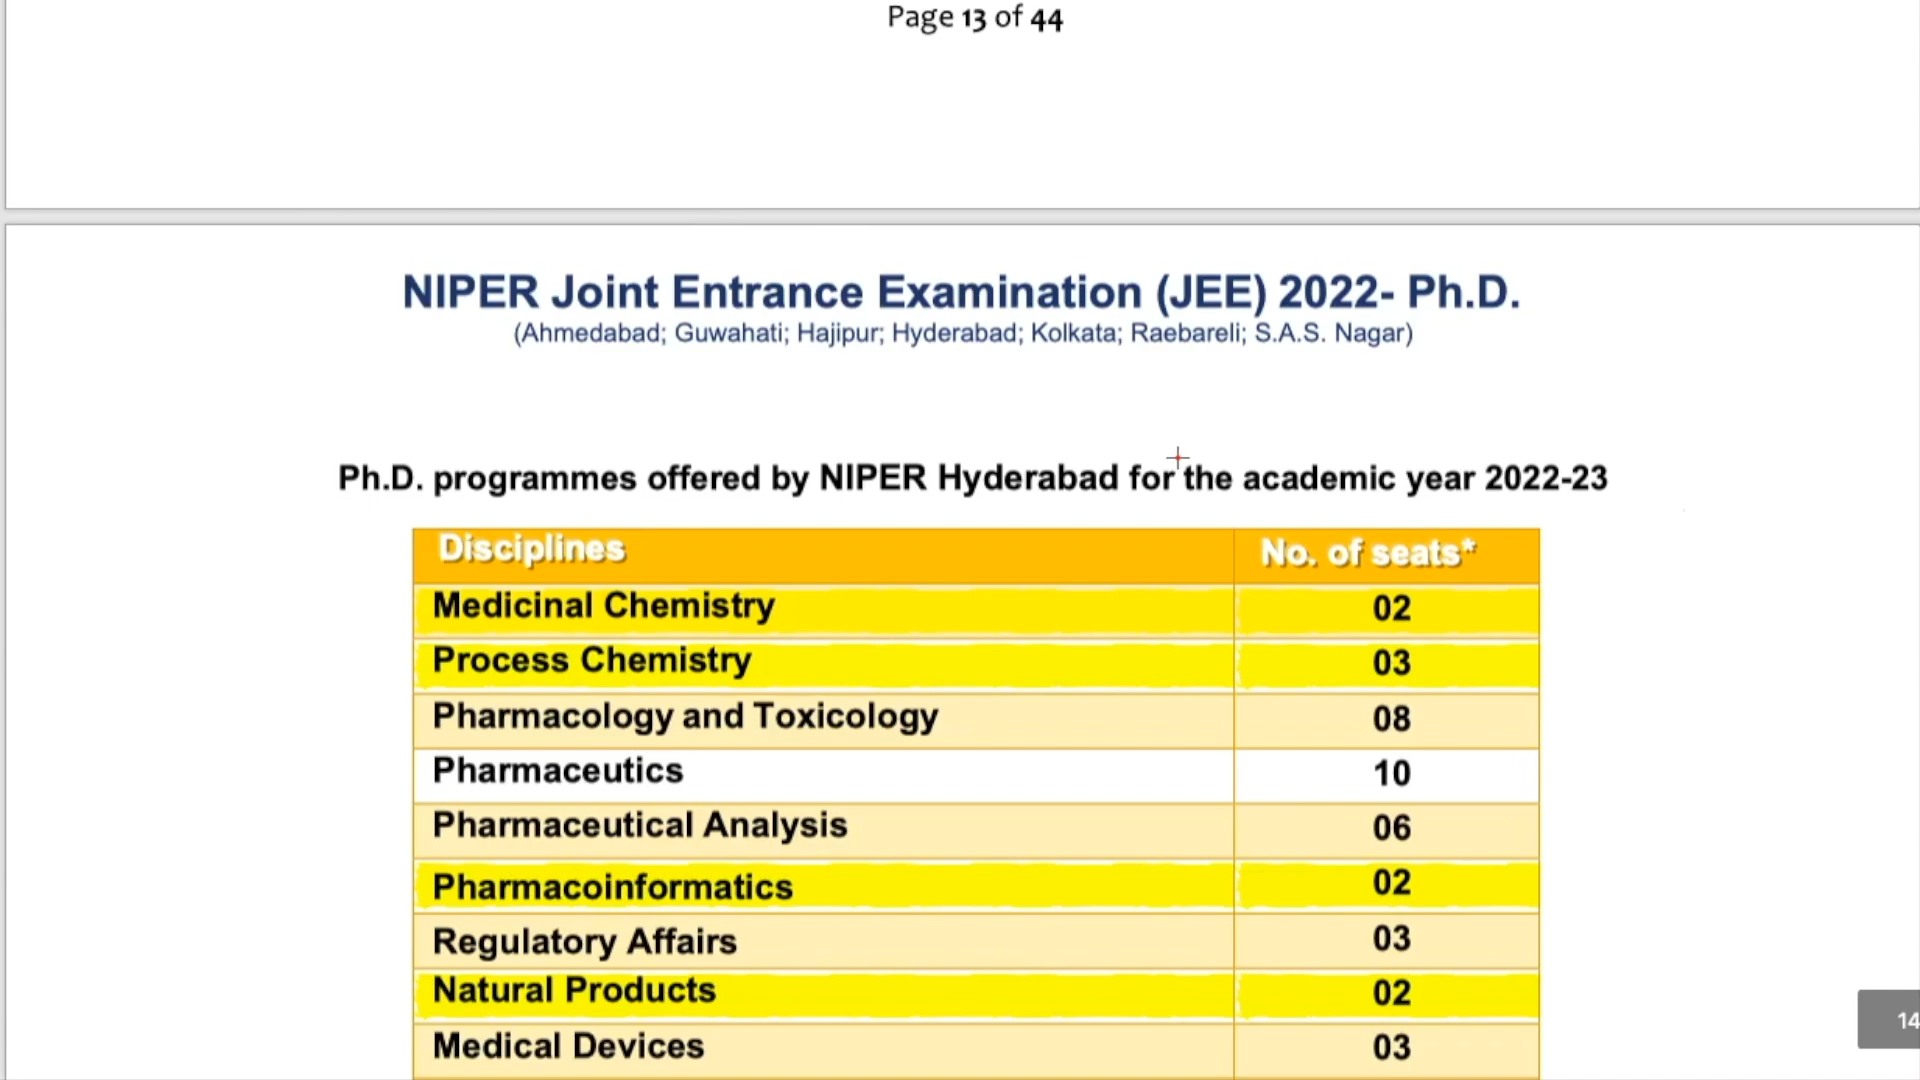 Page 13 of 44
NIPER Joint Entrance Examination (JEE) 2022- Ph.D.
(Ahmedabad; Guwahati; Hajipur; Hyderabad; Kolkata; Raebareli; S.A.S. Nagar)
Ph.D. programmes offered by NIPER Hyderabad for the academic year 2022-23
Disciplines No. of seats*
Medicinal Chemistry 02
Process Chemistry 03
Pharmacology and Toxicology 08
Pharmaceutics 10
Pharmaceutical Analysis 06
Pharmacoinformatics 02
Regulatory Affairs 03
Natural Products 02
Medical Devices 03
14